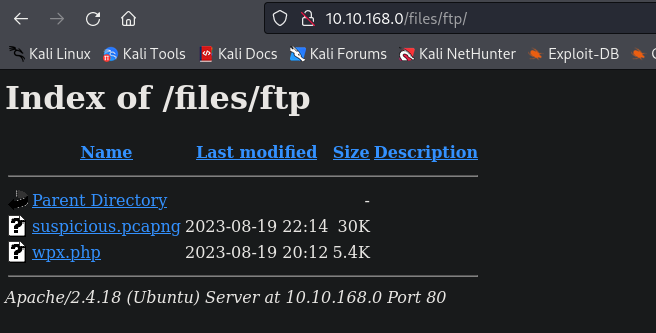 10.10.168.0/files/ftp/
Kali Linux Kali Tools Kali Docs Kali Forums Kali NetHunter Exploit-DB
Index of /files/ftp
Name Last modified Size Description
Parent Directory -
suspicious.pcapng 2023-08-19 22:14 30K
wpx.php 2023-08-19 20:12 5.4K
Apache/2.4.18 (Ubuntu) Server at 10.10.168.0 Port 80